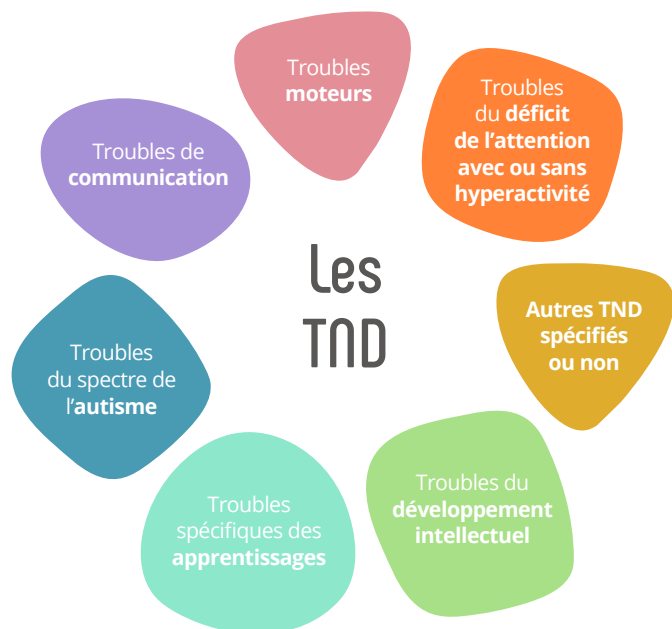 Troubles
moteurs
Troubles
du déficit
de l'attention
avec ou sans
hyperactivité
Troubles de
communication
Les
TND
Autres TND
spécifiés
ou non
Troubles
du spectre de
l'autisme
Troubles du
développement
intellectuel
Troubles
spécifiques des
apprentissages